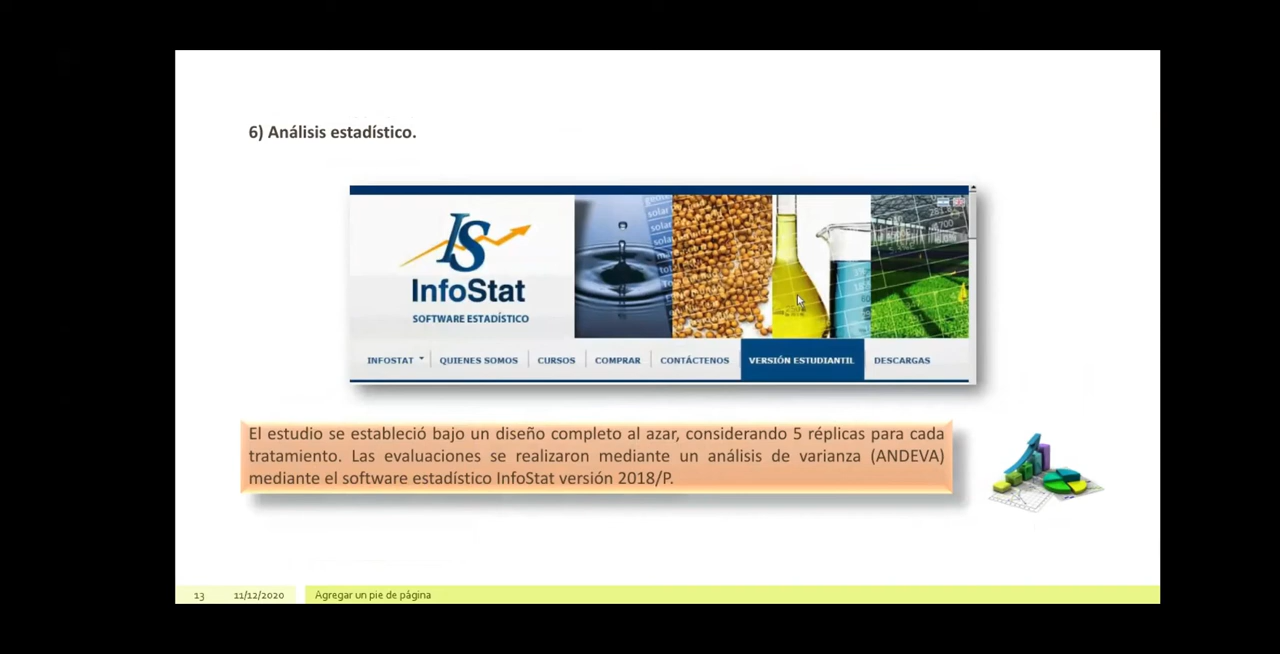 6) Análisis estadístico.
IS
InfoStat
SOFTWARE ESTADÍSTICO
INFOSTAT QUIENES SOMOS CURSOS COMPRAR CONTÁCTENOS VERSIÓN ESTUDIANTIL DESCARGAS
El estudio se estableció bajo un diseño completo al azar, considerando 5 réplicas para cada
tratamiento. Las evaluaciones se realizaron mediante un análisis de varianza (ANDEVA)
mediante el software estadístico InfoStat versión 2018/P.
13 11/12/2020 Agregar un pie de página